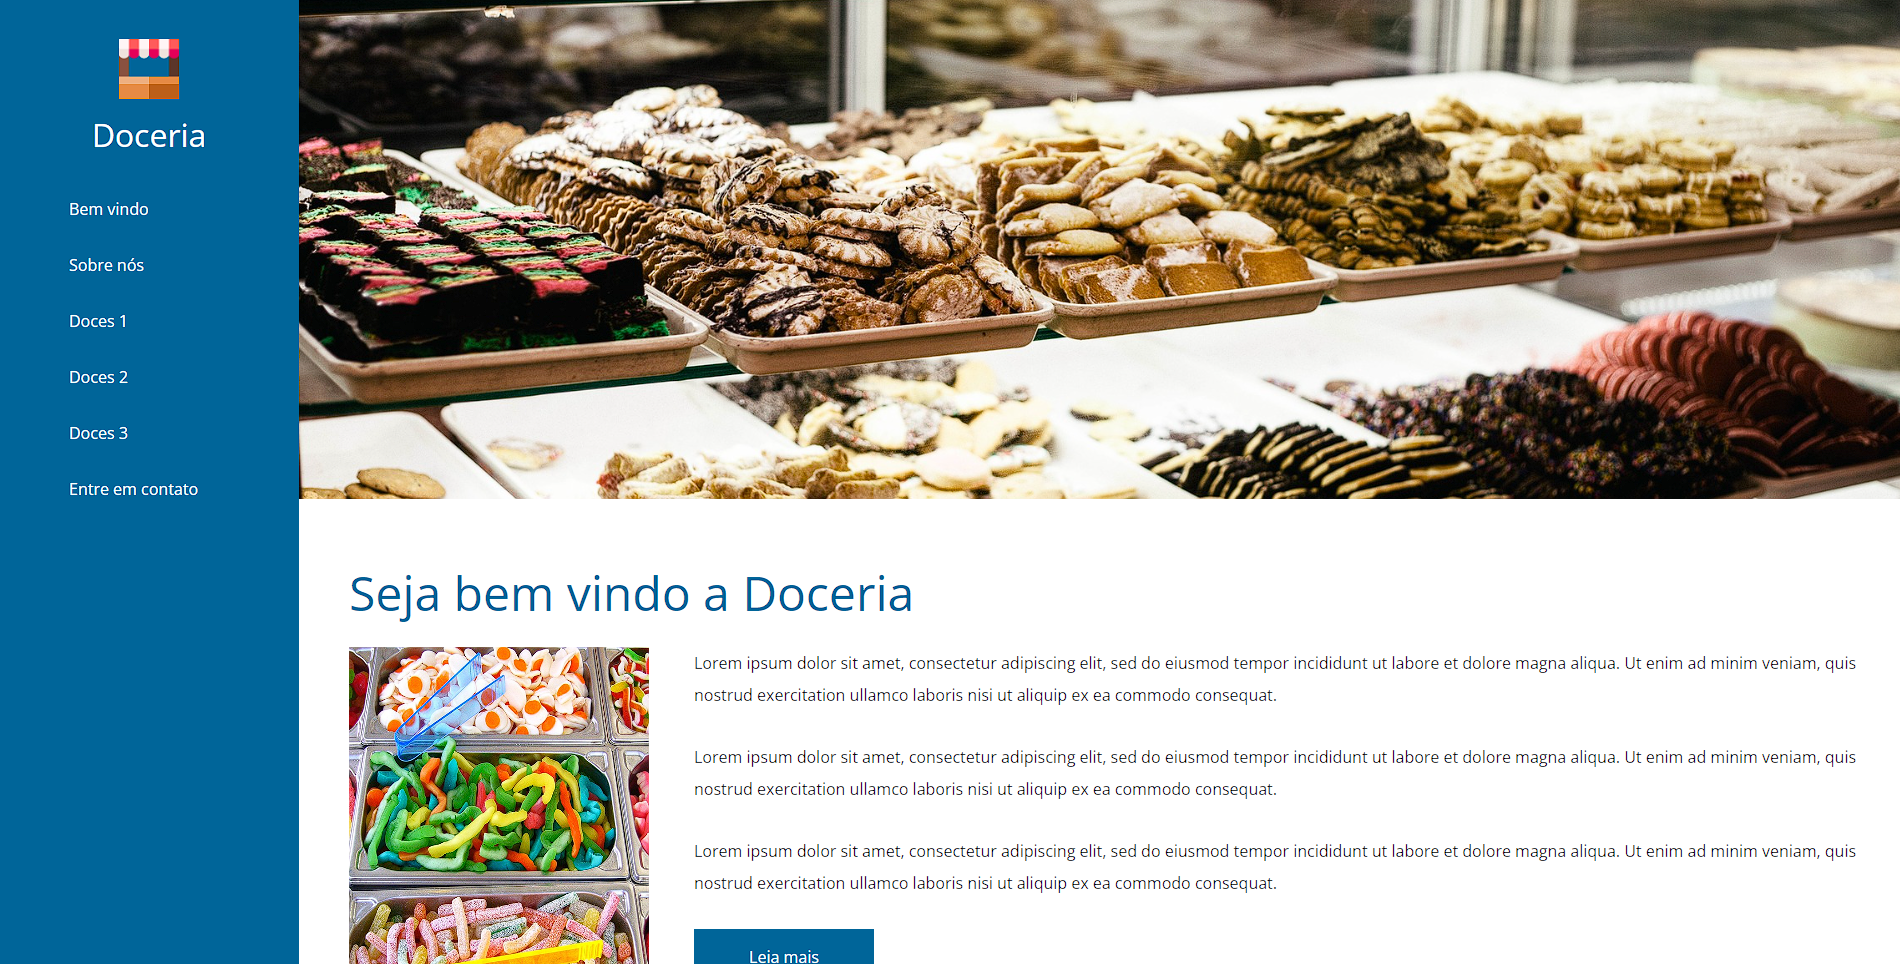 Doceria
Bem vindo
Sobre nós
Doces 1
Doces 2
Doces 3
Entre em contato
Seja bem vindo a Doceria
Lorem ipsum dolor sit amet, consectetur adipiscing elit, sed do eiusmod tempor incididunt ut labore et dolore magna aliqua. Ut enim ad minim veniam, quis
nostrud exercitation ullamco laboris nisi ut aliquip ex ea commodo consequat.
Lorem ipsum dolor sit amet, consectetur adipiscing elit, sed do eiusmod tempor incididunt ut labore et dolore magna aliqua. Ut enim ad minim veniam, quis
nostrud exercitation ullamco laboris nisi ut aliquip ex ea commodo consequat.
Lorem ipsum dolor sit amet, consectetur adipiscing elit, sed do eiusmod tempor incididunt ut labore et dolore magna aliqua. Ut enim ad minim veniam, quis
nostrud exercitation ullamco laboris nisi ut aliquip ex ea commodo consequat.
Leia mais